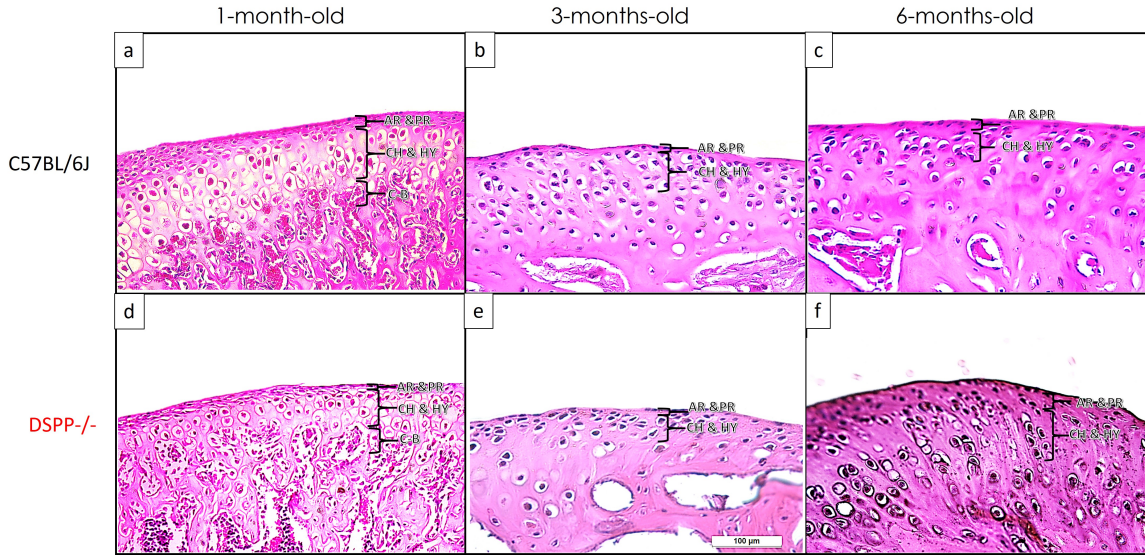 1-month-old 3-months-old 6-months-old
C57BL/6J
a
AR &PR
CH & HY
C-B
b
AR &PR
CH & HY
c
AR &PR
CH & HY
DSPP-/-
d
AR &PR
CH & HY
C-B
e
AR &PR
CH & HY
100 µm
f
AR &PR
CH & HY